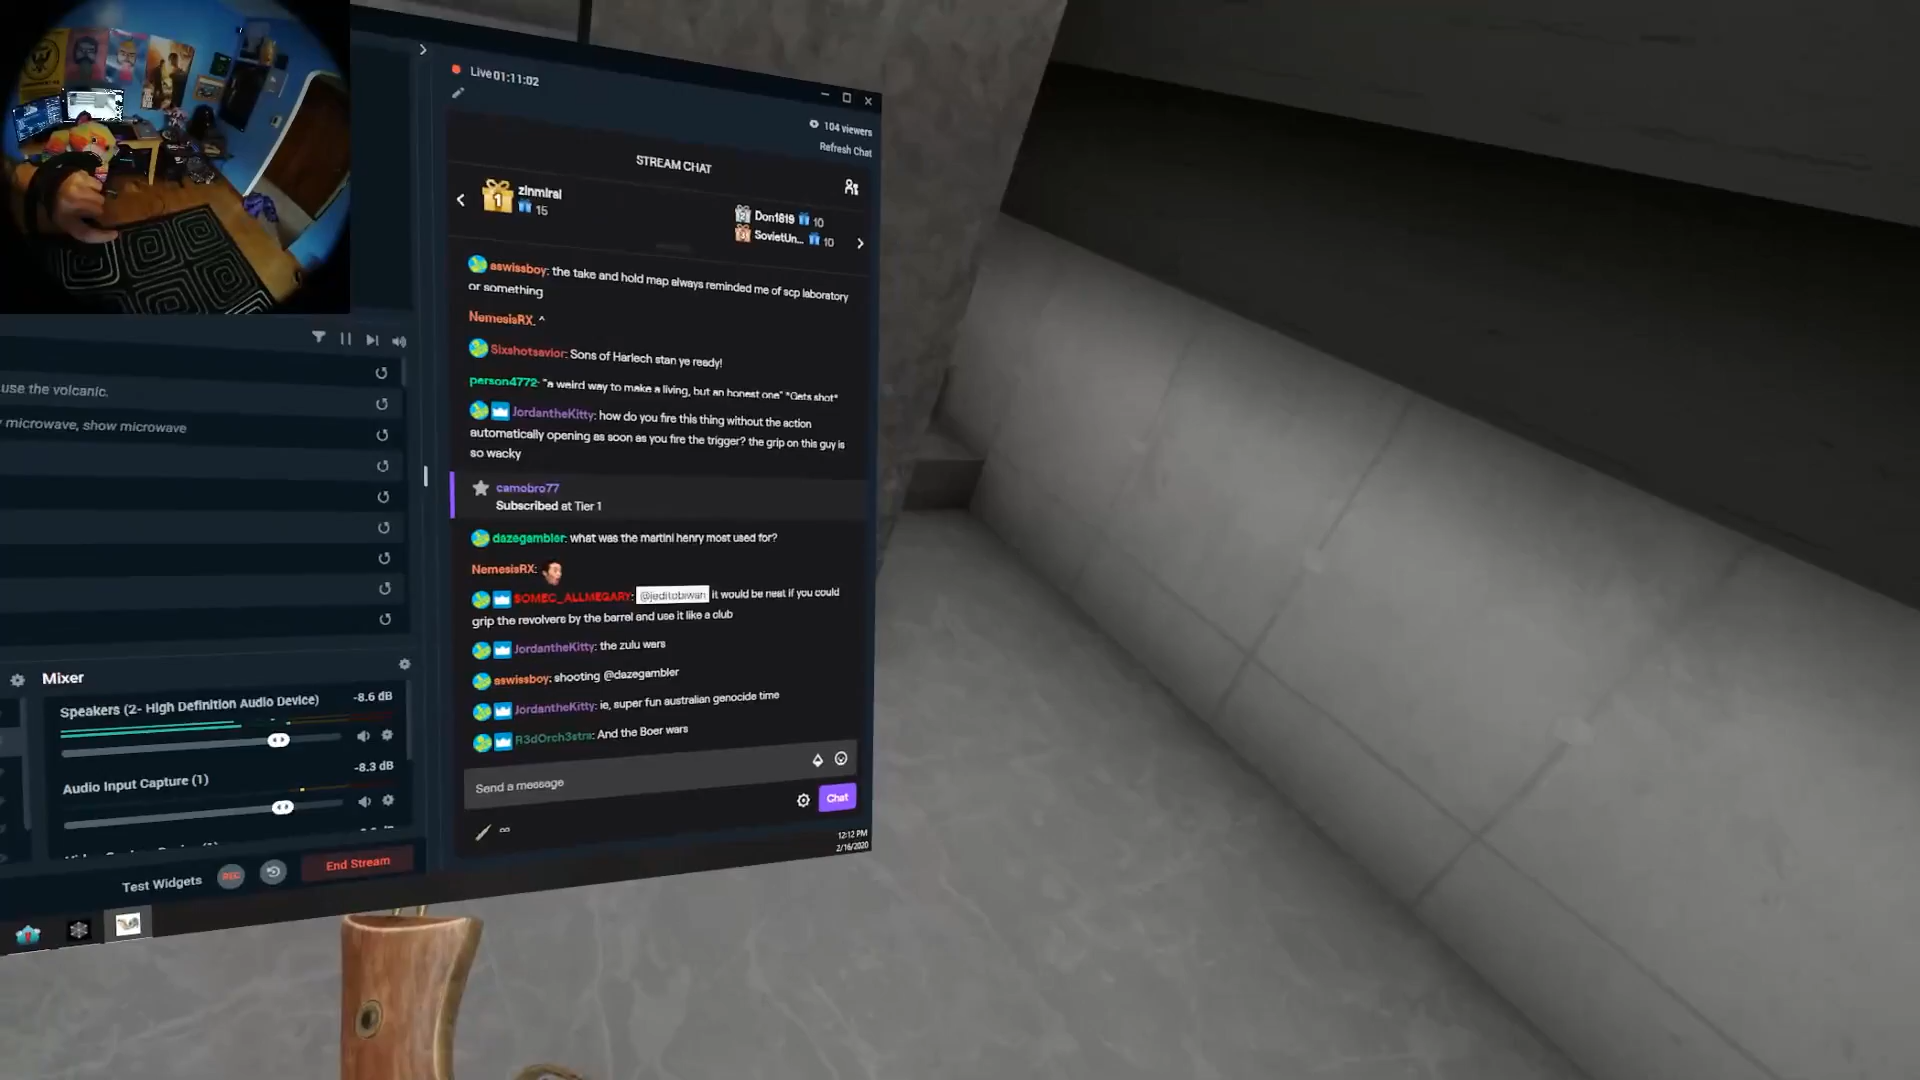 Live 01:11:02
104 viewers
Refresh Chat
STREAM CHAT
1
zinmiral
15
Don1819 10
SovietUn... 10
aswissboy: the take and hold map always reminded me of scp laboratory
or something
NemesisRX: ^
Sixshotsavior: Sons of Harlech stan ye ready!
person4772: "a weird way to make a living, but an honest one" *Gets shot*
JordantheKitty: how do you fire this thing without the action
automatically opening as soon as you fire the trigger? the grip on this guy is
so wacky
camobro77
Subscribed at Tier 1
dazegambler: what was the martini henry most used for?
NemesisRX:
SOMEC_ALLMEGARY: @jeditobiwan it would be neat if you could
grip the revolvers by the barrel and use it like a club
JordantheKitty: the zulu wars
aswissboy: shooting @dazegambler
JordantheKitty: ie, super fun australian genocide time
R3dOrch3stra: And the Boer wars
Send a message
Chat
12:12 PM
2/16/2020
use the volcanic.
microwave, show microwave
Mixer
Speakers (2- High Definition Audio Device) -8.6 dB
Audio Input Capture (1) -8.3 dB
Test Widgets REC End Stream